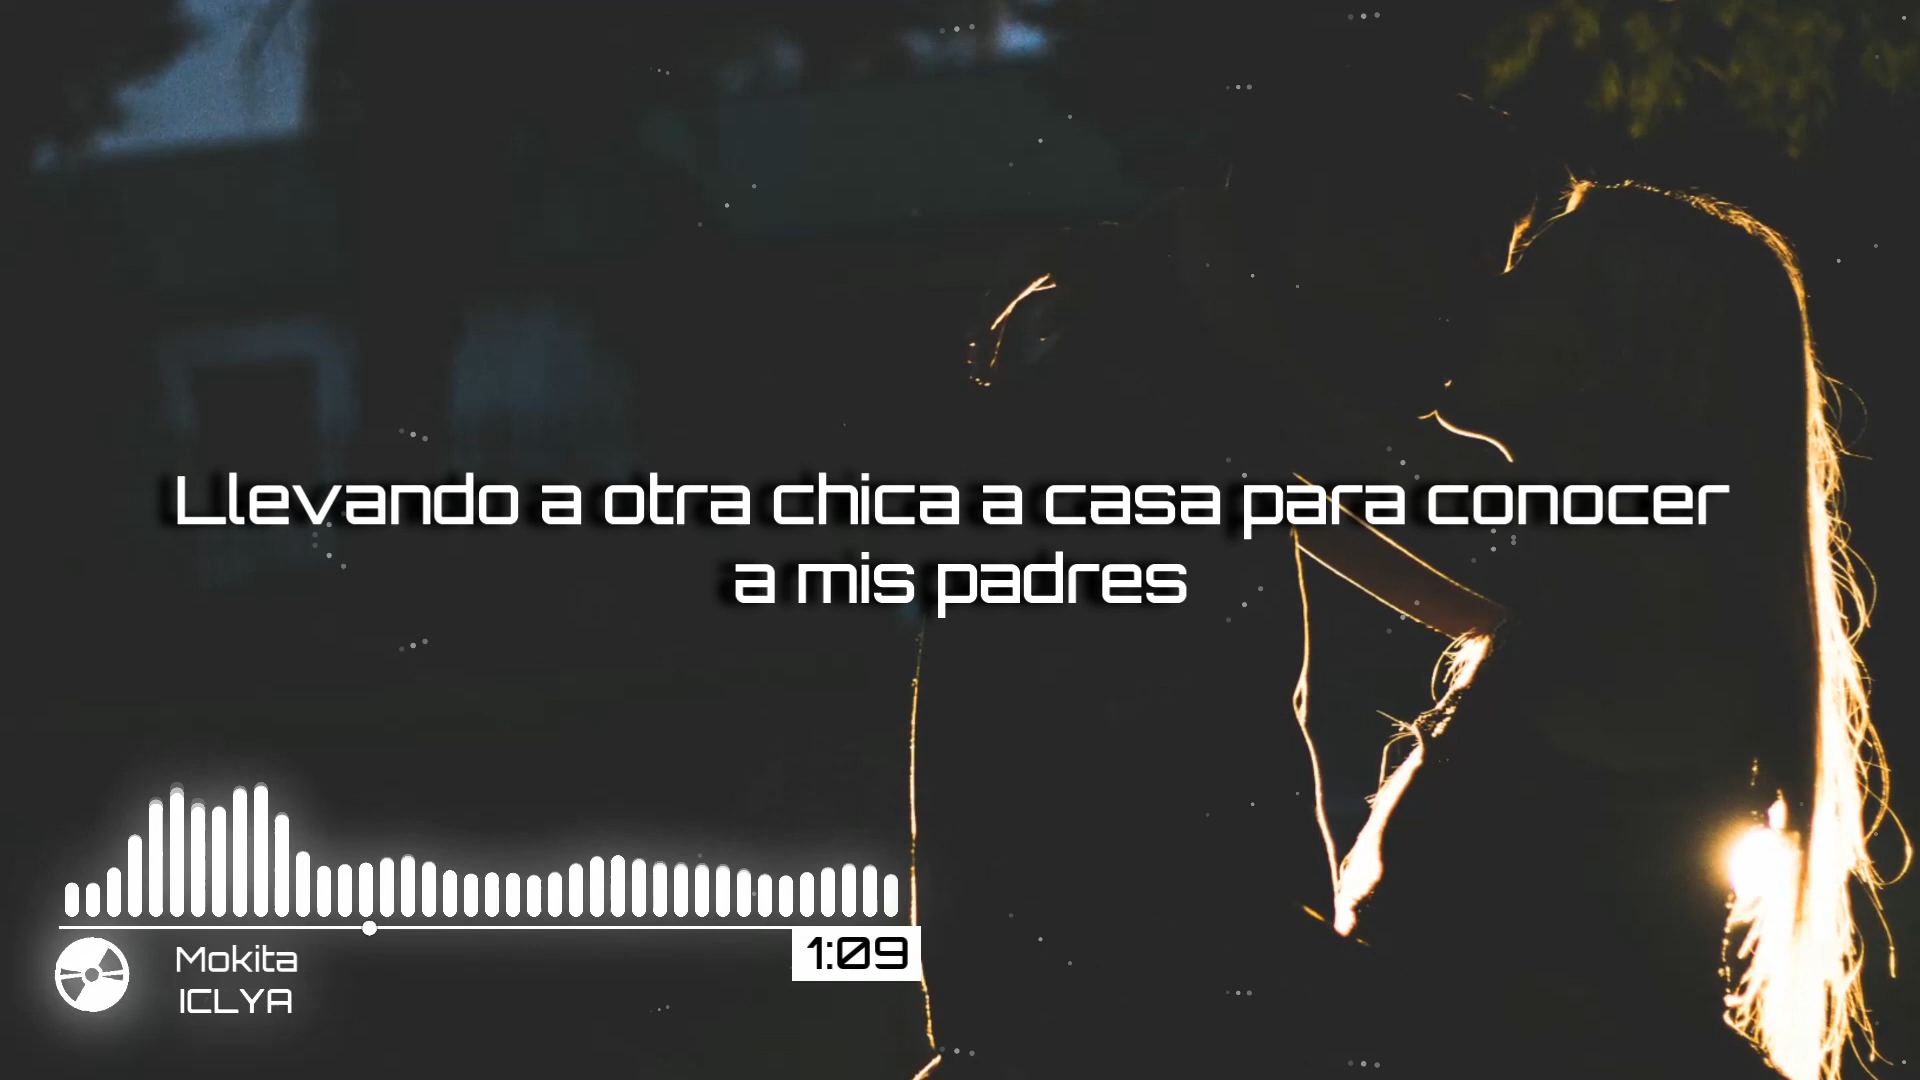 Llevando a otra chica a casa para conocer
a mis padres
1:09
Mokita
ICLYA